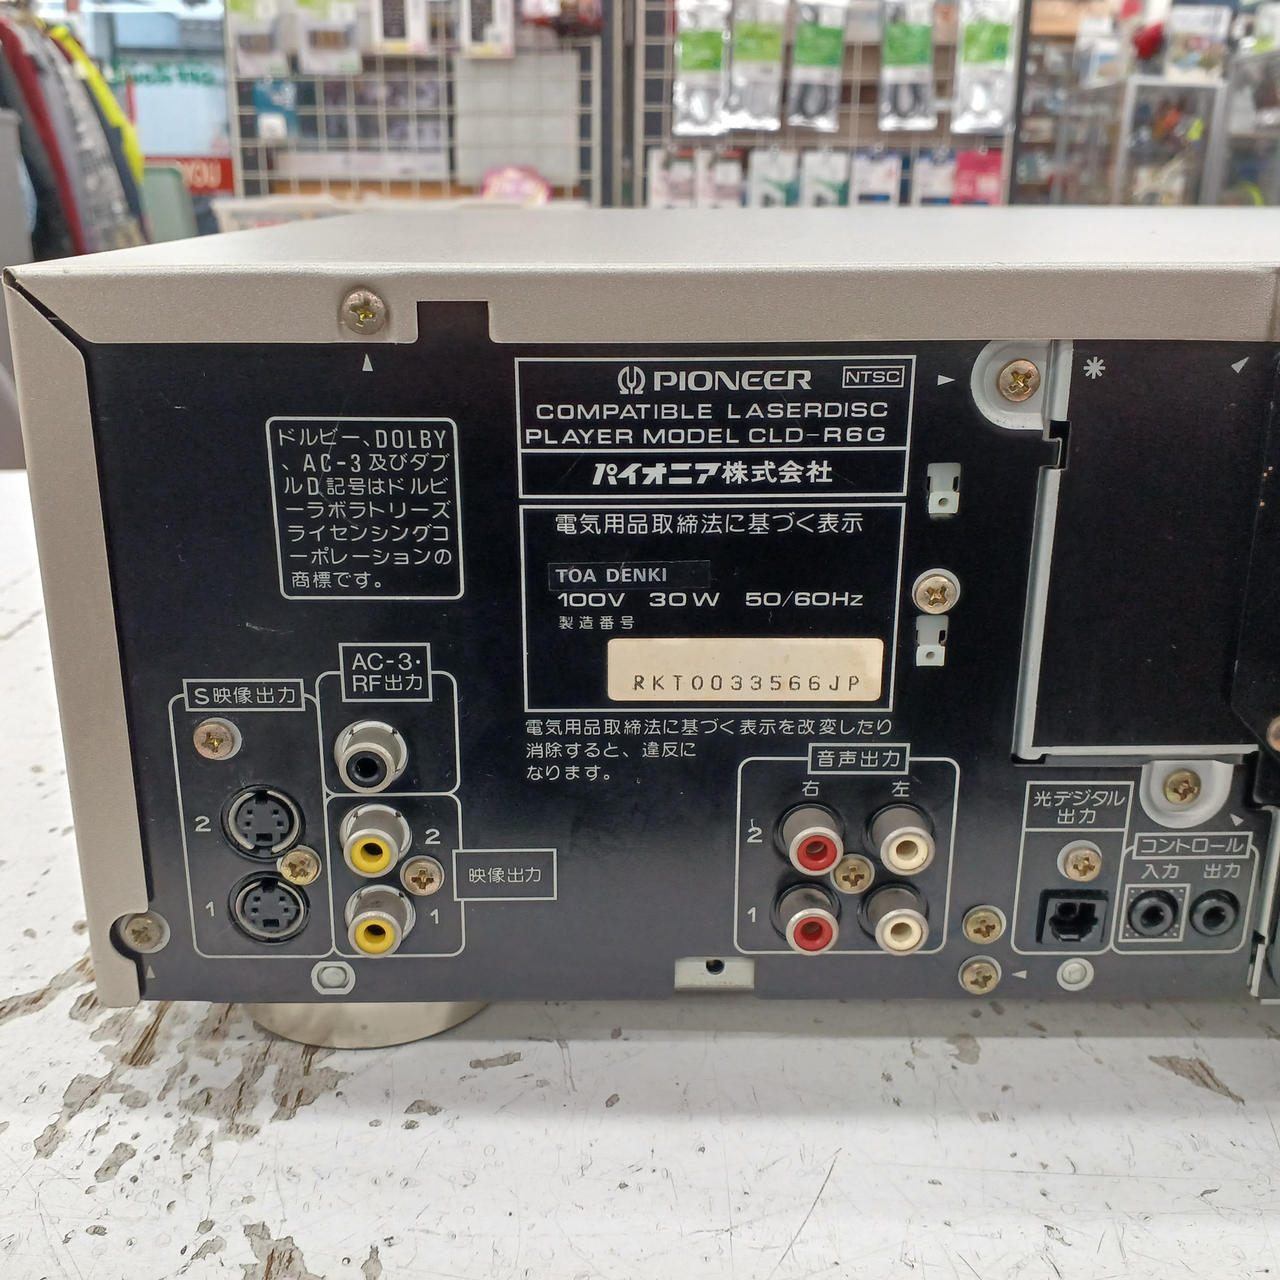 PIONEER NTSC
COMPATIBLE LASERDISC
PLAYER MODEL CLD-R6G
パイオニア株式会社
ドルビー、DOLBY
、AC-3及びダブ
ルD記号はドルビ
ーラボラトリーズ
ライセンシングコ
ーポレーションの
商標です。
電気用品取締法に基づく表示
TOA DENKI
100V 30W 50/60Hz
製造番号
RKT0033566JP
電気用品取締法に基づく表示を改変したり
消除すると、違反に
なります。
S映像出力
2
1
AC-3・
RF出力
2
1
映像出力
音声出力
右 左
2
1
光デジタル
出力
コントロール
入力 出力